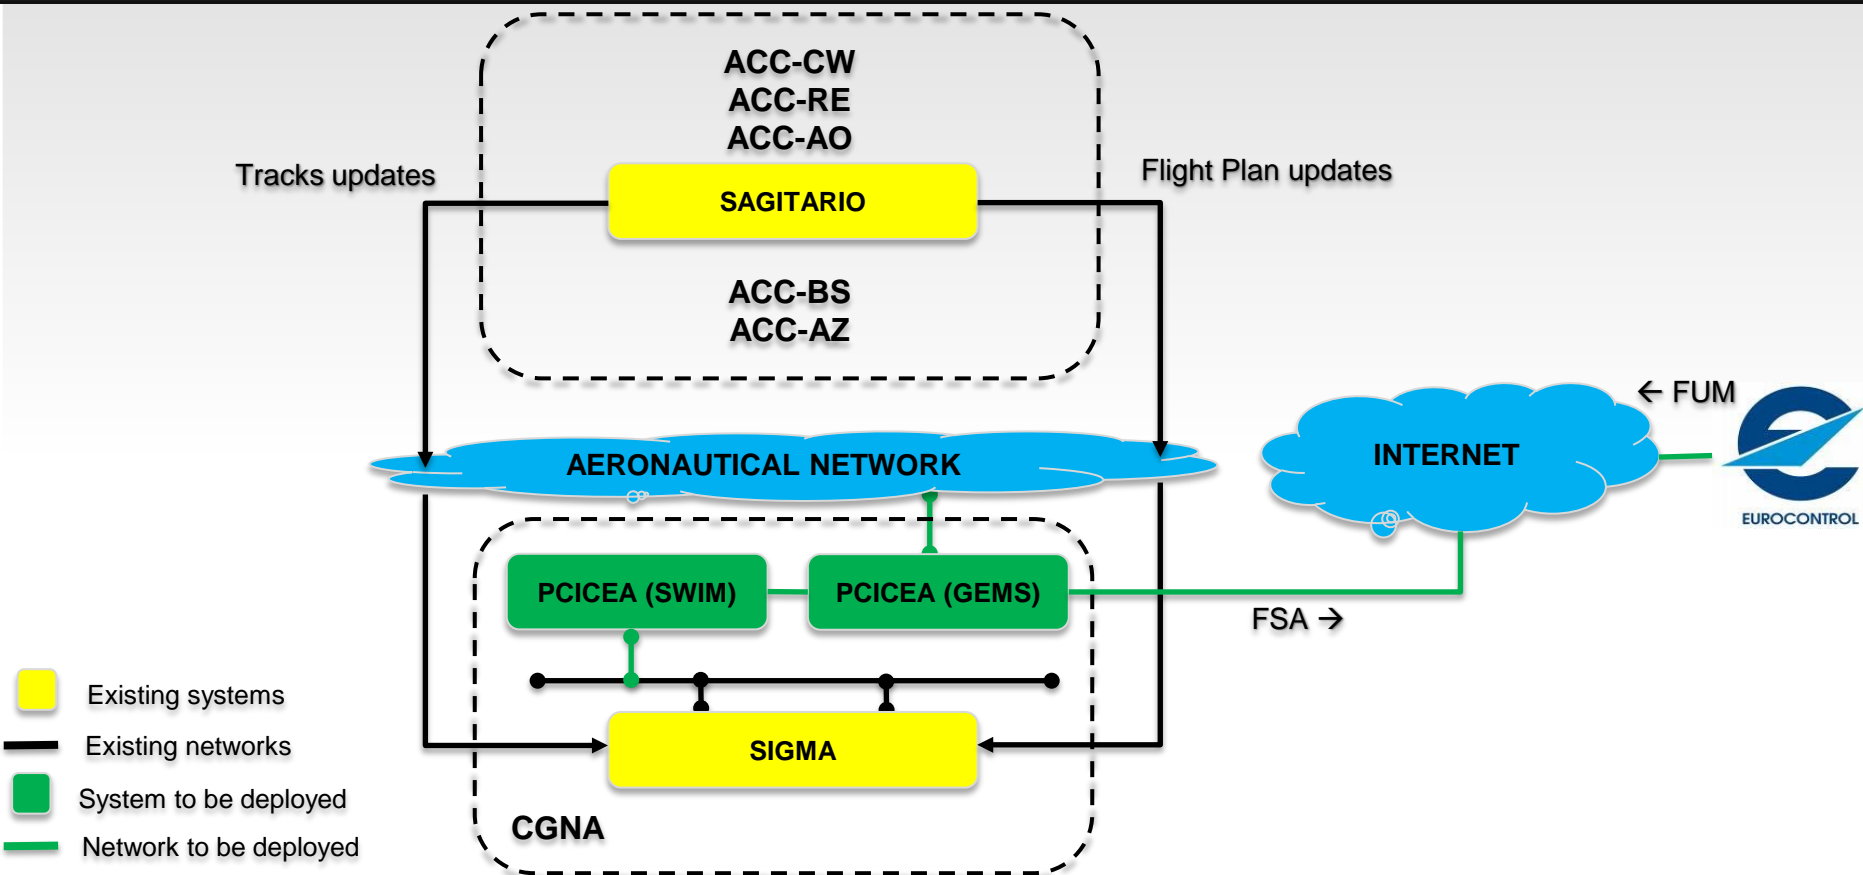 ACC-CW
ACC-RE
ACC-AO
Tracks updates
SAGITARIO
Flight Plan updates
ACC-BS
ACC-AZ
← FUM
AERONAUTICAL NETWORK
INTERNET
EUROCONTROL
PCICEA (SWIM)
PCICEA (GEMS)
FSA →
SIGMA
CGNA
Existing systems
Existing networks
System to be deployed
Network to be deployed